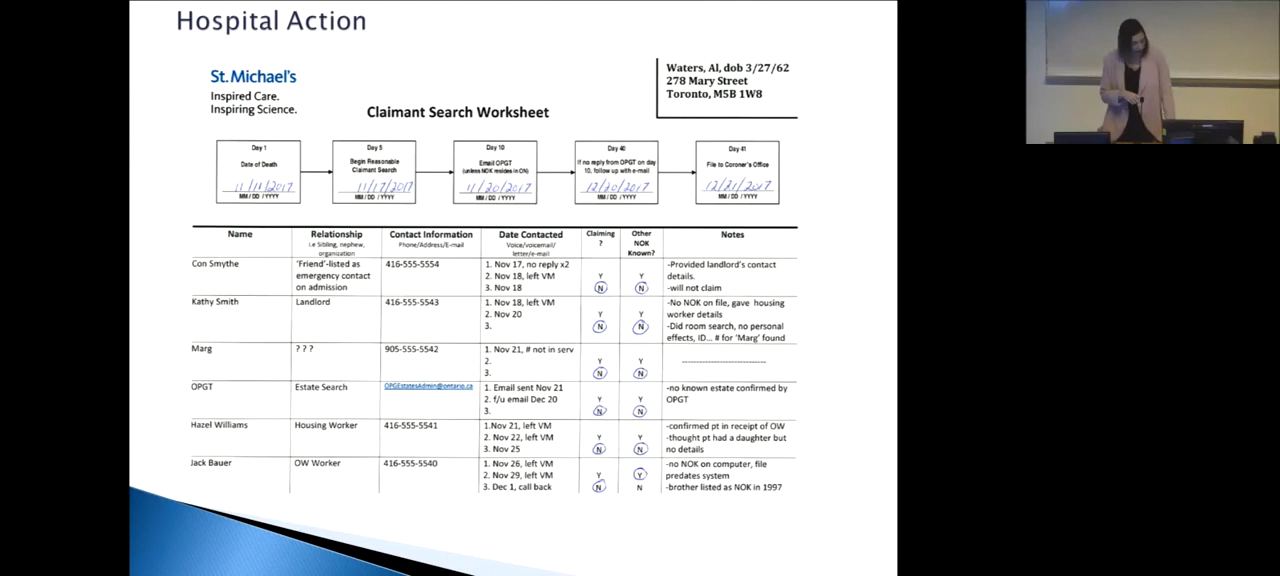 Hospital Action
St. Michael's
Inspired Care.
Inspiring Science.
Waters, Al, dob 3/27/62
278 Mary Street
Toronto, M5B 1W8
Claimant Search Worksheet
Day 1
Date of Death
11/11/2017
MM / DD / YYYY
Day 5
Begin Reasonable
Claimant Search
11/17/2017
MM / DD / YYYY
Day 10
Email OPGT
(unless NOK resides in ON)
11/20/2017
MM / DD / YYYY
Day 40
If no reply from OPGT on day
10, follow up with e-mail
12/20/2017
MM / DD / YYYY
Day 41
File to Coroner's Office
12/21/2017
MM / DD / YYYY
Name Relationship Contact Information Date Contacted Claiming Other Notes
i.e Sibling, nephew, Phone/Address/E-mail Voice/voicemail/ ? NOK
organization letter/e-mail Known?
Con Smythe 'Friend'-listed as 416-555-5554 1. Nov 17, no reply x2 -Provided landlord's contact
emergency contact 2. Nov 18, left VM Y Y details.
on admission 3. Nov 18 N N -will not claim
Kathy Smith Landlord 416-555-5543 1. Nov 18, left VM -No NOK on file, gave housing
2. Nov 20 Y Y worker details
3. N N -Did room search, no personal
effects, ID... # for 'Marg' found
Marg ? ? ? 905-555-5542 1. Nov 21, # not in serv
2. Y Y --------------------------
3. N N
OPGT Estate Search OPGEstatesAdmin@ontario.ca 1. Email sent Nov 21 -no known estate confirmed by
2. f/u email Dec 20 Y Y OPGT
3. N N
Hazel Williams Housing Worker 416-555-5541 1.Nov 21, left VM -confirmed pt in receipt of OW
2. Nov 22, left VM Y Y -thought pt had a daughter but
3. Nov 25 N N no details
Jack Bauer OW Worker 416-555-5540 1. Nov 26, left VM -no NOK on computer, file
2. Nov 29, left VM Y Y predates system
3. Dec 1, call back N N -brother listed as NOK in 1997